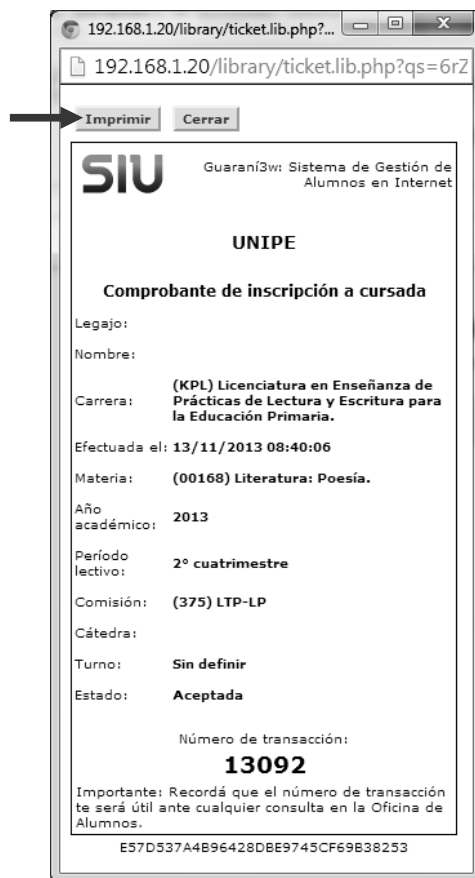 192.168.1.20/library/ticket.lib.php?...
192.168.1.20/library/ticket.lib.php?qs=6rZ
Imprimir Cerrar
SIU
Guaraní3w: Sistema de Gestión de
Alumnos en Internet
UNIPE
Comprobante de inscripción a cursada
Legajo:
Nombre:
Carrera: (KPL) Licenciatura en Enseñanza de
Prácticas de Lectura y Escritura para
la Educación Primaria.
Efectuada el: 13/11/2013 08:40:06
Materia: (00168) Literatura: Poesía.
Año
académico: 2013
Período
lectivo: 2° cuatrimestre
Comisión: (375) LTP-LP
Cátedra:
Turno: Sin definir
Estado: Aceptada
Número de transacción:
13092
Importante: Recordá que el número de transacción
te será útil ante cualquier consulta en la Oficina de
Alumnos.
E57D537A4B96428DBE9745CF69B38253